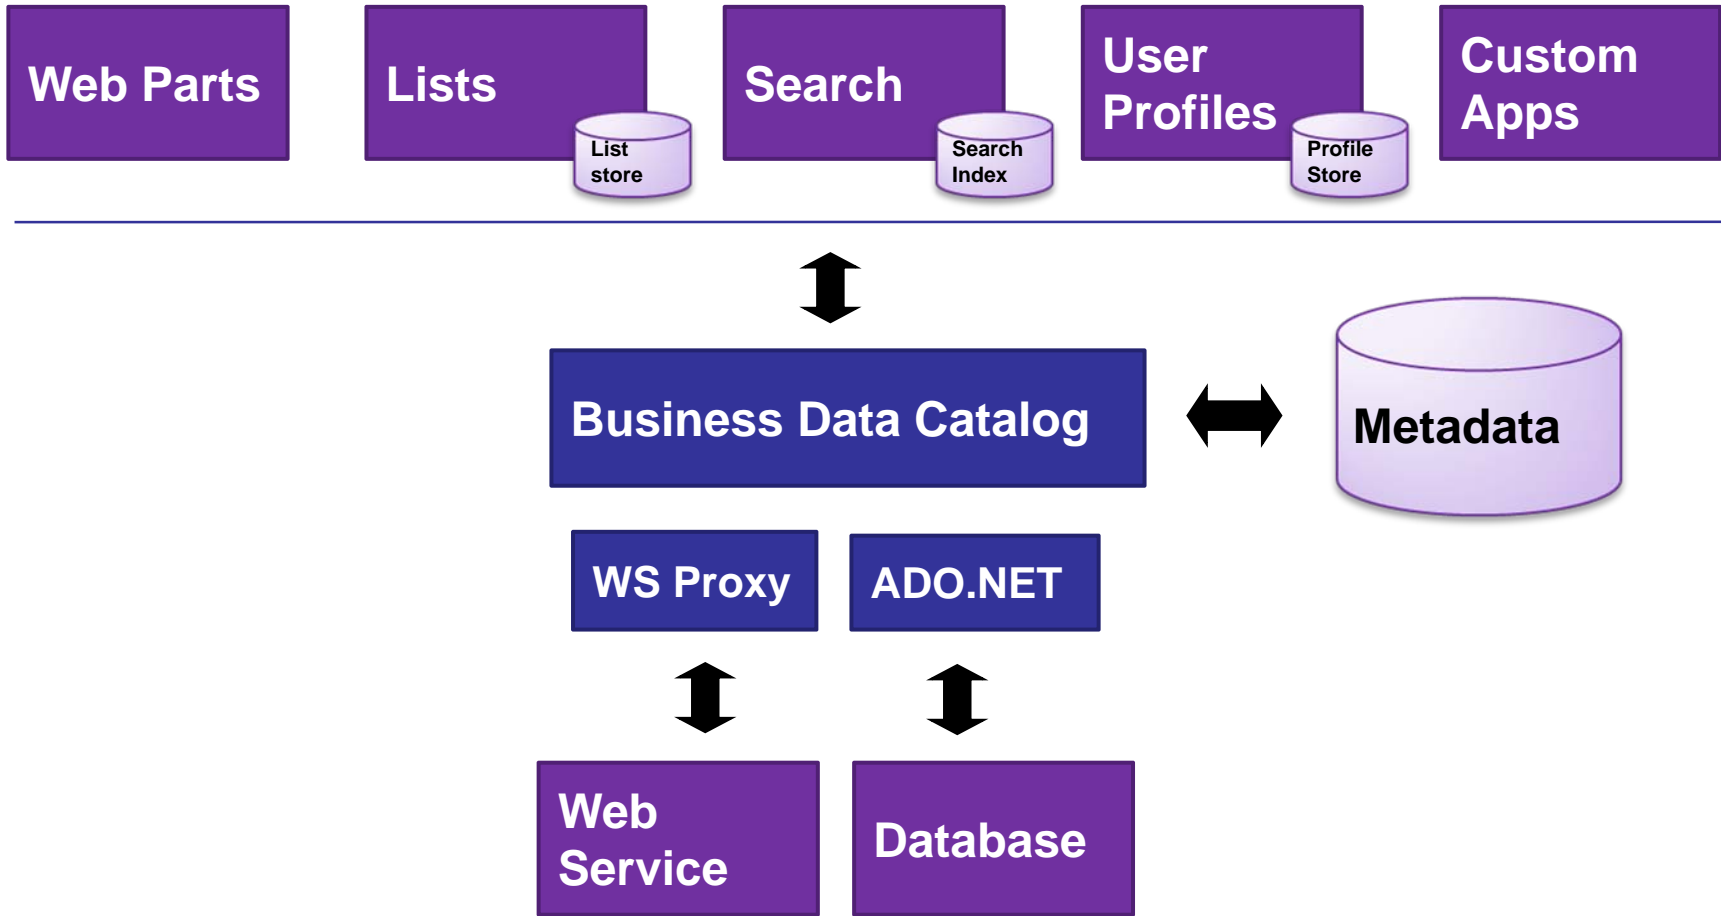 Web Parts
Lists
List
store
Search
Search
Index
User
Profiles
Profile
Store
Custom
Apps
Business Data Catalog
Metadata
WS Proxy
ADO.NET
Web
Service
Database